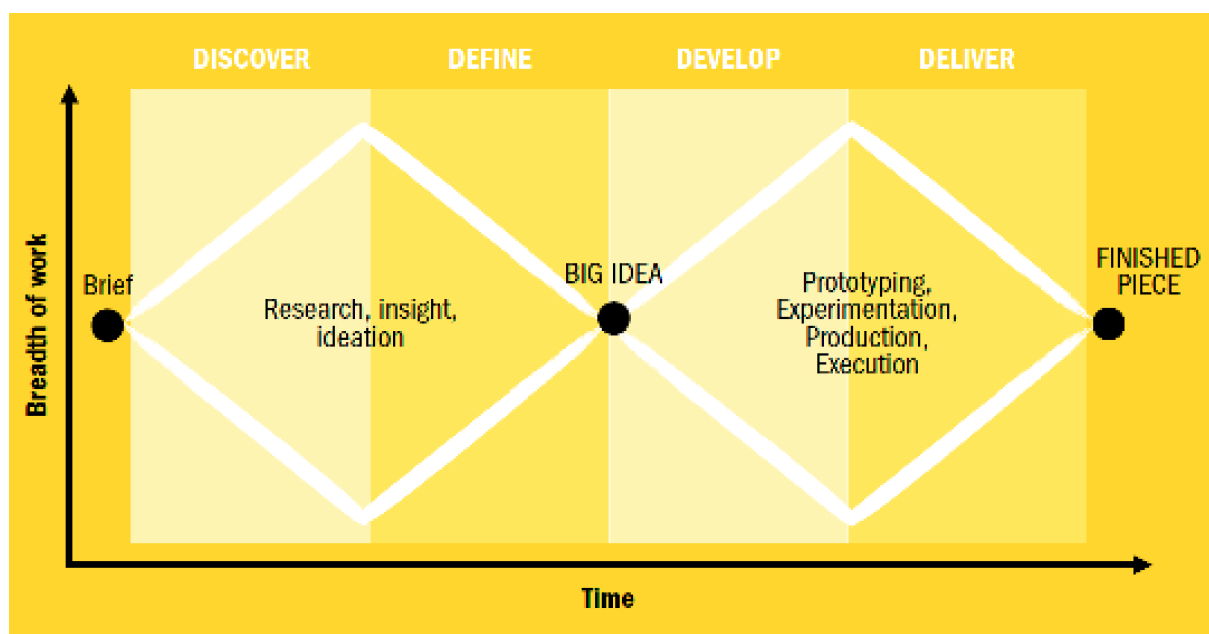 DISCOVER
DEFINE
DEVELOP
DELIVER
Breadth of work
Brief
Research, insight,
ideation
BIG IDEA
Prototyping,
Experimentation,
Production,
Execution
FINISHED
PIECE
Time